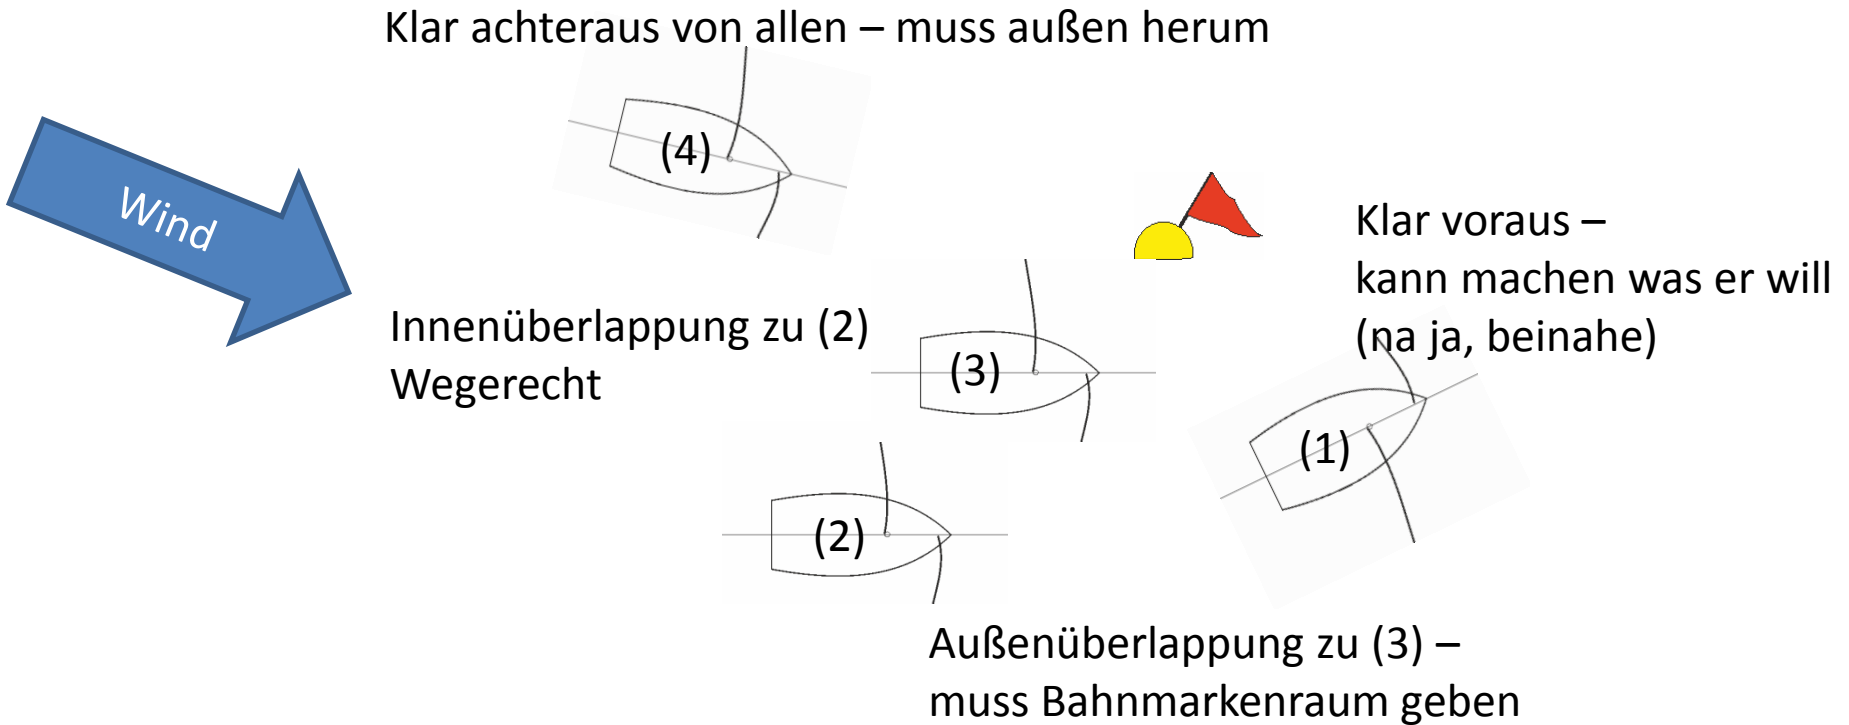 Klar achteraus von allen – muss außen herum
(4)
Wind
Klar voraus –
kann machen was er will
(na ja, beinahe)
Innenüberlappung zu (2)
Wegerecht
(3)
(1)
(2)
Außenüberlappung zu (3) –
muss Bahnmarkenraum geben